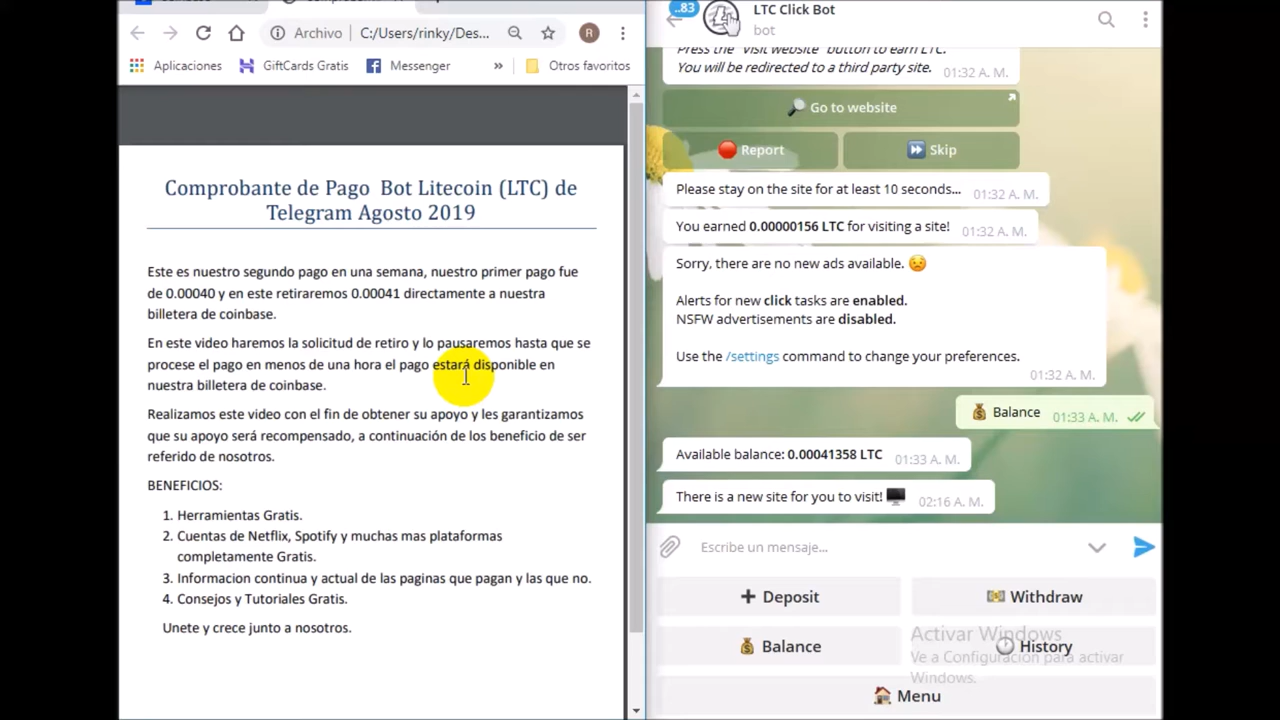 Archivo
C:/Users/rinky/Des...
R
Aplicaciones
GiftCards Gratis
Messenger
»
Otros favoritos
Comprobante de Pago Bot Litecoin (LTC) de
Telegram Agosto 2019
Este es nuestro segundo pago en una semana, nuestro primer pago fue
de 0.00040 y en este retiraremos 0.00041 directamente a nuestra
billetera de coinbase.
En este video haremos la solicitud de retiro y lo pausaremos hasta que se
procese el pago en menos de una hora el pago estará disponible en
nuestra billetera de coinbase.
Realizamos este video con el fin de obtener su apoyo y les garantizamos
que su apoyo será recompensado, a continuación de los beneficio de ser
referido de nosotros.
BENEFICIOS:
1. Herramientas Gratis.
2. Cuentas de Netflix, Spotify y muchas mas plataformas
completamente Gratis.
3. Informacion continua y actual de las paginas que pagan y las que no.
4. Consejos y Tutoriales Gratis.
Unete y crece junto a nosotros.
..83
LTC Click Bot
bot
Press the "Visit website" button to earn LTC.
You will be redirected to a third party site.
01:32 A. M.
Go to website
Report
Skip
Please stay on the site for at least 10 seconds... 01:32 A. M.
You earned 0.00000156 LTC for visiting a site! 01:32 A. M.
Sorry, there are no new ads available.
Alerts for new click tasks are enabled.
NSFW advertisements are disabled.
Use the /settings command to change your preferences.
01:32 A. M.
Balance 01:33 A. M.
Available balance: 0.00041358 LTC 01:33 A. M.
There is a new site for you to visit! 02:16 A. M.
Escribe un mensaje...
Deposit
Withdraw
Balance
History
Menu
Activar Windows
Ve a Configuración para activar
Windows.